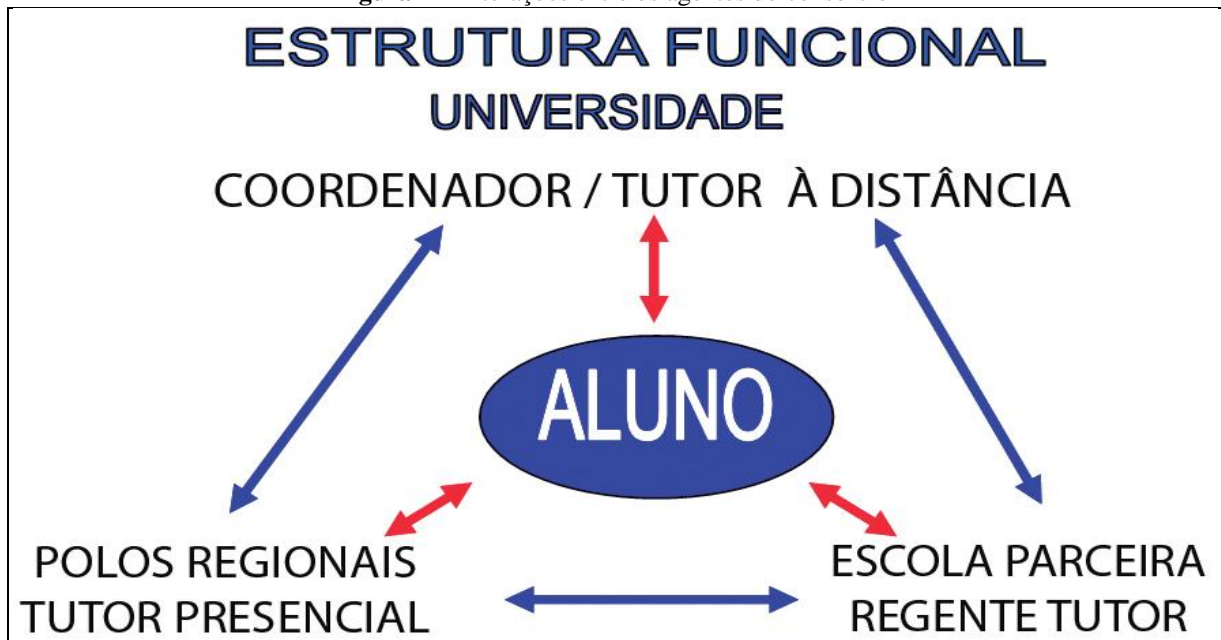 ESTRUTURA FUNCIONAL
UNIVERSIDADE
COORDENADOR / TUTOR À DISTÂNCIA
ALUNO
POLOS REGIONAIS
TUTOR PRESENCIAL
ESCOLA PARCEIRA
REGENTE TUTOR